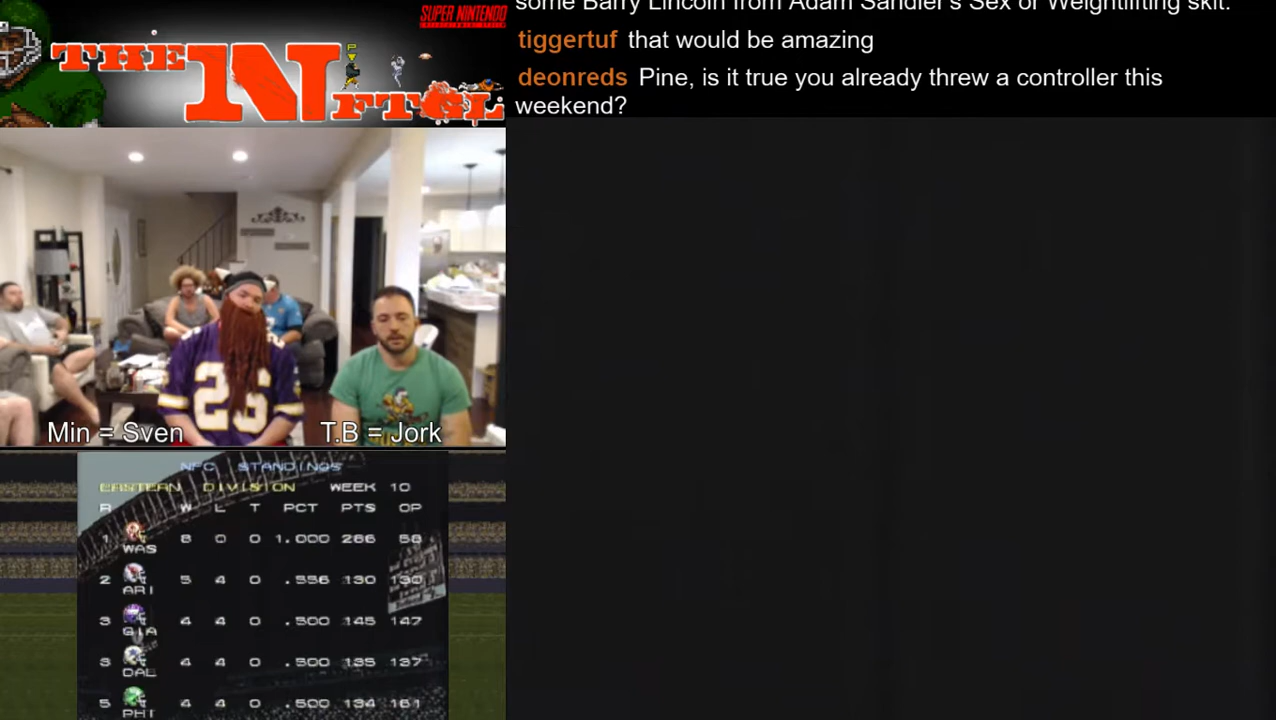 SUPER NINTENDO
THE NFTGL
P
some Barry Lincoln from Adam Sandler's Sex or Weightlifting skit.
tiggertuf that would be amazing
deonreds Pine, is it true you already threw a controller this
weekend?
26
Min = Sven T.B = Jork
NFC STANDINGS
EASTERN DIVISION WEEK 10
R W L T PCT PTS OP
1 WAS 8 0 0 1.000 286 58
2 ARI 5 4 0 .556 130 130
3 GIA 4 4 0 .500 145 147
3 DAL 4 4 0 .500 135 137
5 PHI 4 4 0 .500 134 161